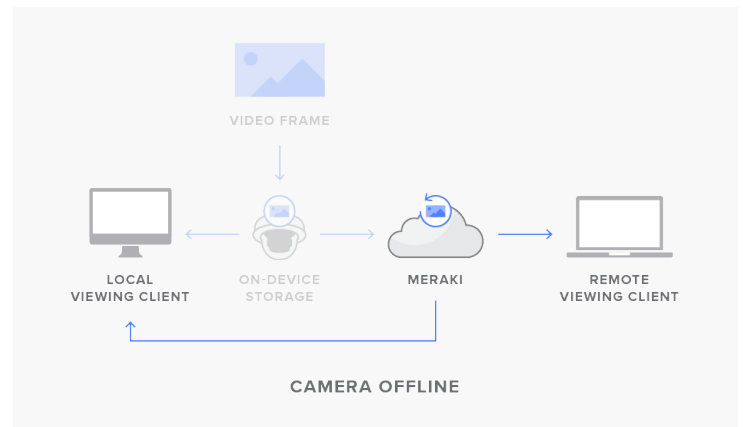 VIDEO FRAME
LOCAL
VIEWING CLIENT
ON-DEVICE
STORAGE
MERAKI
REMOTE
VIEWING CLIENT
CAMERA OFFLINE